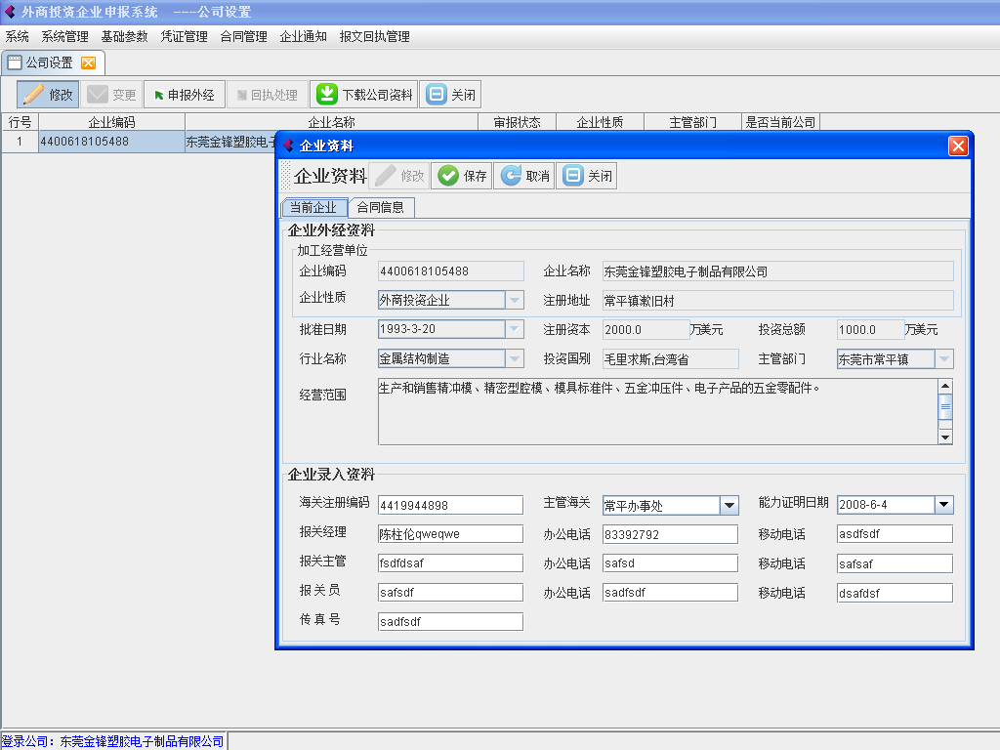 外商投资企业申报系统 ---公司设置
系统 系统管理 基础参数 凭证管理 合同管理 企业通知 报文回执管理
公司设置
修改 变更 申报外经 回执处理 下载公司资料 关闭
行号 企业编码 企业名称 审报状态 企业性质 主管部门 是否当前公司
1 4400618105488 东莞金锋塑胶电子
企业资料
企业资料 修改 保存 取消 关闭
当前企业 合同信息
企业外经资料
加工经营单位
企业编码 4400618105488 企业名称 东莞金锋塑胶电子制品有限公司
企业性质 外商投资企业 注册地址 常平镇漱旧村
批准日期 1993-3-20 注册资本 2000.0 万美元 投资总额 1000.0 万美元
行业名称 金属结构制造 投资国别 毛里求斯,台湾省 主管部门 东莞市常平镇
经营范围 生产和销售精冲模、精密型腔模、模具标准件、五金冲压件、电子产品的五金零配件。
企业录入资料
海关注册编码 4419944898 主管海关 常平办事处 能力证明日期 2008-6-4
报关经理 陈柱伦qweqwe 办公电话 83392792 移动电话 asdfsdf
报关主管 fsdfdsaf 办公电话 safsd 移动电话 safsaf
报 关 员 safsdf 办公电话 sadfsdf 移动电话 dsafdsf
传 真 号 sadfsdf
登录公司：东莞金锋塑胶电子制品有限公司